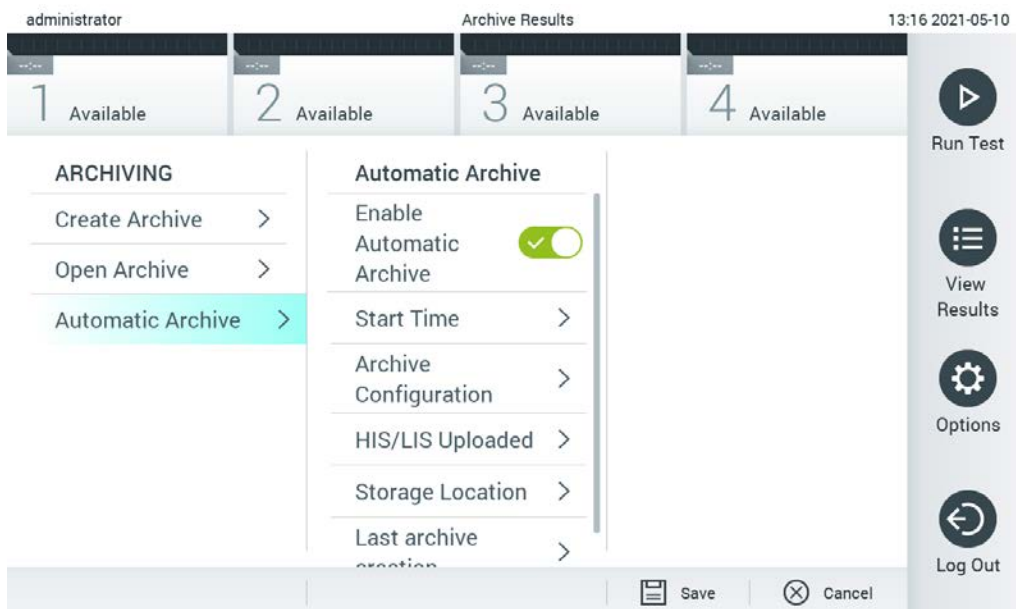 administrator
Archive Results
13:16 2021-05-10
--:--
--:--
--:--
--:--
1 Available
2 Available
3 Available
4 Available
Run Test
ARCHIVING
Create Archive
Open Archive
Automatic Archive
Automatic Archive
Enable
Automatic
Archive
Start Time
Archive
Configuration
HIS/LIS Uploaded
Storage Location
Last archive
creation
View
Results
Options
Log Out
Save
Cancel